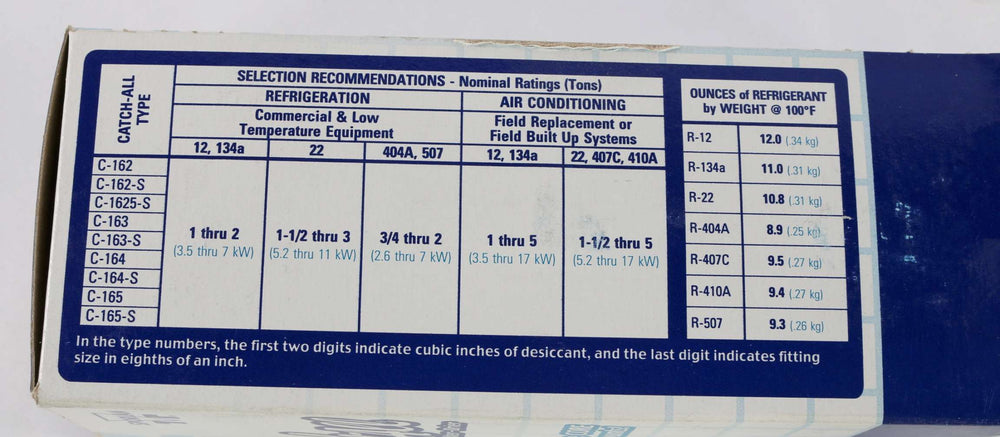 CATCH-ALL
TYPE
SELECTION RECOMMENDATIONS - Nominal Ratings (Tons)
REFRIGERATION
AIR CONDITIONING
Commercial & Low
Temperature Equipment
Field Replacement or
Field Built Up Systems
12, 134a
22
404A, 507
12, 134a
22, 407C, 410A
C-162
C-162-S
C-1625-S
C-163
C-163-S
C-164
C-164-S
C-165
C-165-S
1 thru 2
(3.5 thru 7 kW)
1-1/2 thru 3
(5.2 thru 11 kW)
3/4 thru 2
(2.6 thru 7 kW)
1 thru 5
(3.5 thru 17 kW)
1-1/2 thru 5
(5.2 thru 17 kW)
OUNCES of REFRIGERANT
by WEIGHT @ 100°F
R-12 12.0 (.34 kg)
R-134a 11.0 (.31 kg)
R-22 10.8 (.31 kg)
R-404A 8.9 (.25 kg)
R-407C 9.5 (.27 kg)
R-410A 9.4 (.27 kg)
R-507 9.3 (.26 kg)
In the type numbers, the first two digits indicate cubic inches of desiccant, and the last digit indicates fitting
size in eighths of an inch.